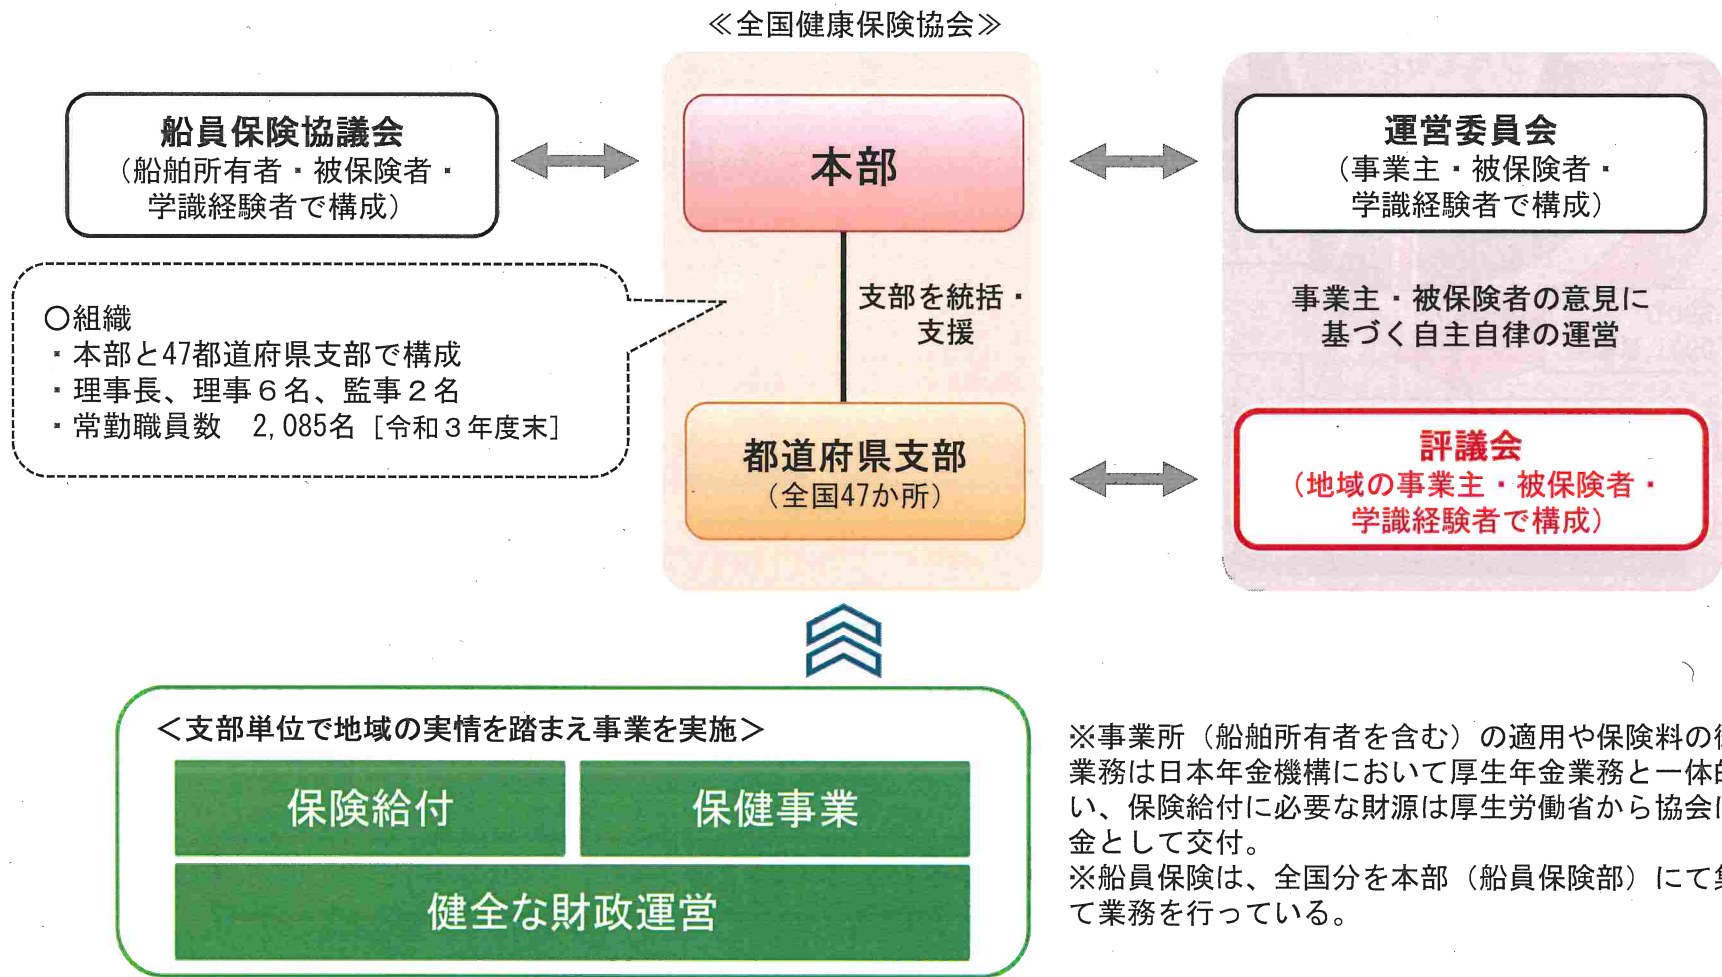 ≪全国健康保険協会≫
船員保険協議会
（船舶所有者・被保険者・
学識経験者で構成）
本部
運営委員会
（事業主・被保険者・
学識経験者で構成）
〇組織
・本部と47都道府県支部で構成
・理事長、理事６名、監事２名
・常勤職員数　2,085名［令和３年度末］
支部を統括・
支援
事業主・被保険者の意見に
基づく自主自律の運営
都道府県支部
（全国47か所）
評議会
（地域の事業主・被保険者・
学識経験者で構成）
＜支部単位で地域の実情を踏まえ事業を実施＞
保険給付
保健事業
健全な財政運営
※事業所（船舶所有者を含む）の適用や保険料の
業務は日本年金機構において厚生年金業務と一体
い、保険給付に必要な財源は厚生労働省から協会
金として交付。
※船員保険は、全国分を本部（船員保険部）にて
て業務を行っている。